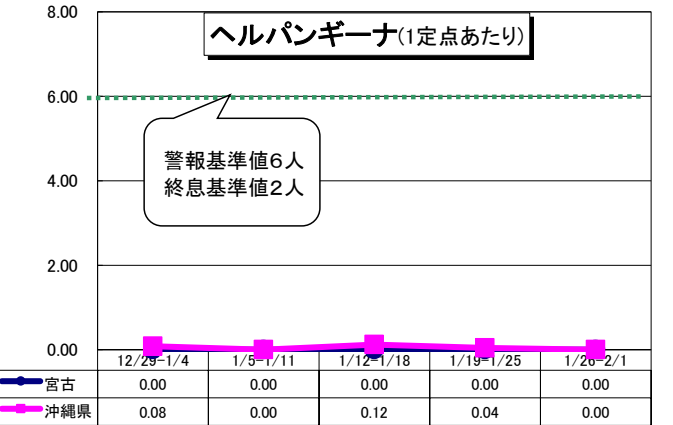 ヘルパンギーナ(1定点あたり)
8.00
6.00
4.00
2.00
0.00
警報基準値6人
終息基準値2人
12/29-1/4 1/5-1/11 1/12-1/18 1/19-1/25 1/26-2/1
宮古 0.00 0.00 0.00 0.00 0.00
沖縄県 0.08 0.00 0.12 0.04 0.00